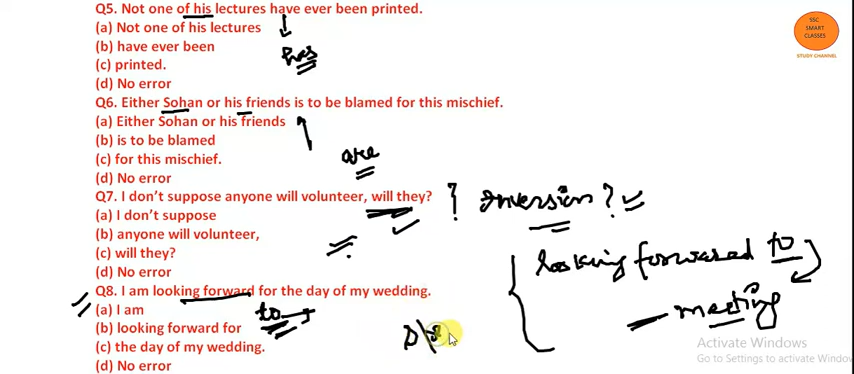 Q5. Not one of his lectures have ever been printed.
(a) Not one of his lectures
(b) have ever been
has
(c) printed.
(d) No error
Q6. Either Sohan or his friends is to be blamed for this mischief.
(a) Either Sohan or his friends
(b) is to be blamed
are
(c) for this mischief.
(d) No error
Q7. I don't suppose anyone will volunteer, will they?
? Inversion?
(a) I don't suppose
(b) anyone will volunteer,
(c) will they?
(d) No error
looking forward to
meeting
Q8. I am looking forward for the day of my wedding.
(a) I am
to
(b) looking forward for
(c) the day of my wedding.
(d) No error
SSC
SMART
CLASSES
STUDY CHANNEL
Activate Windows
Go to Settings to activate Window